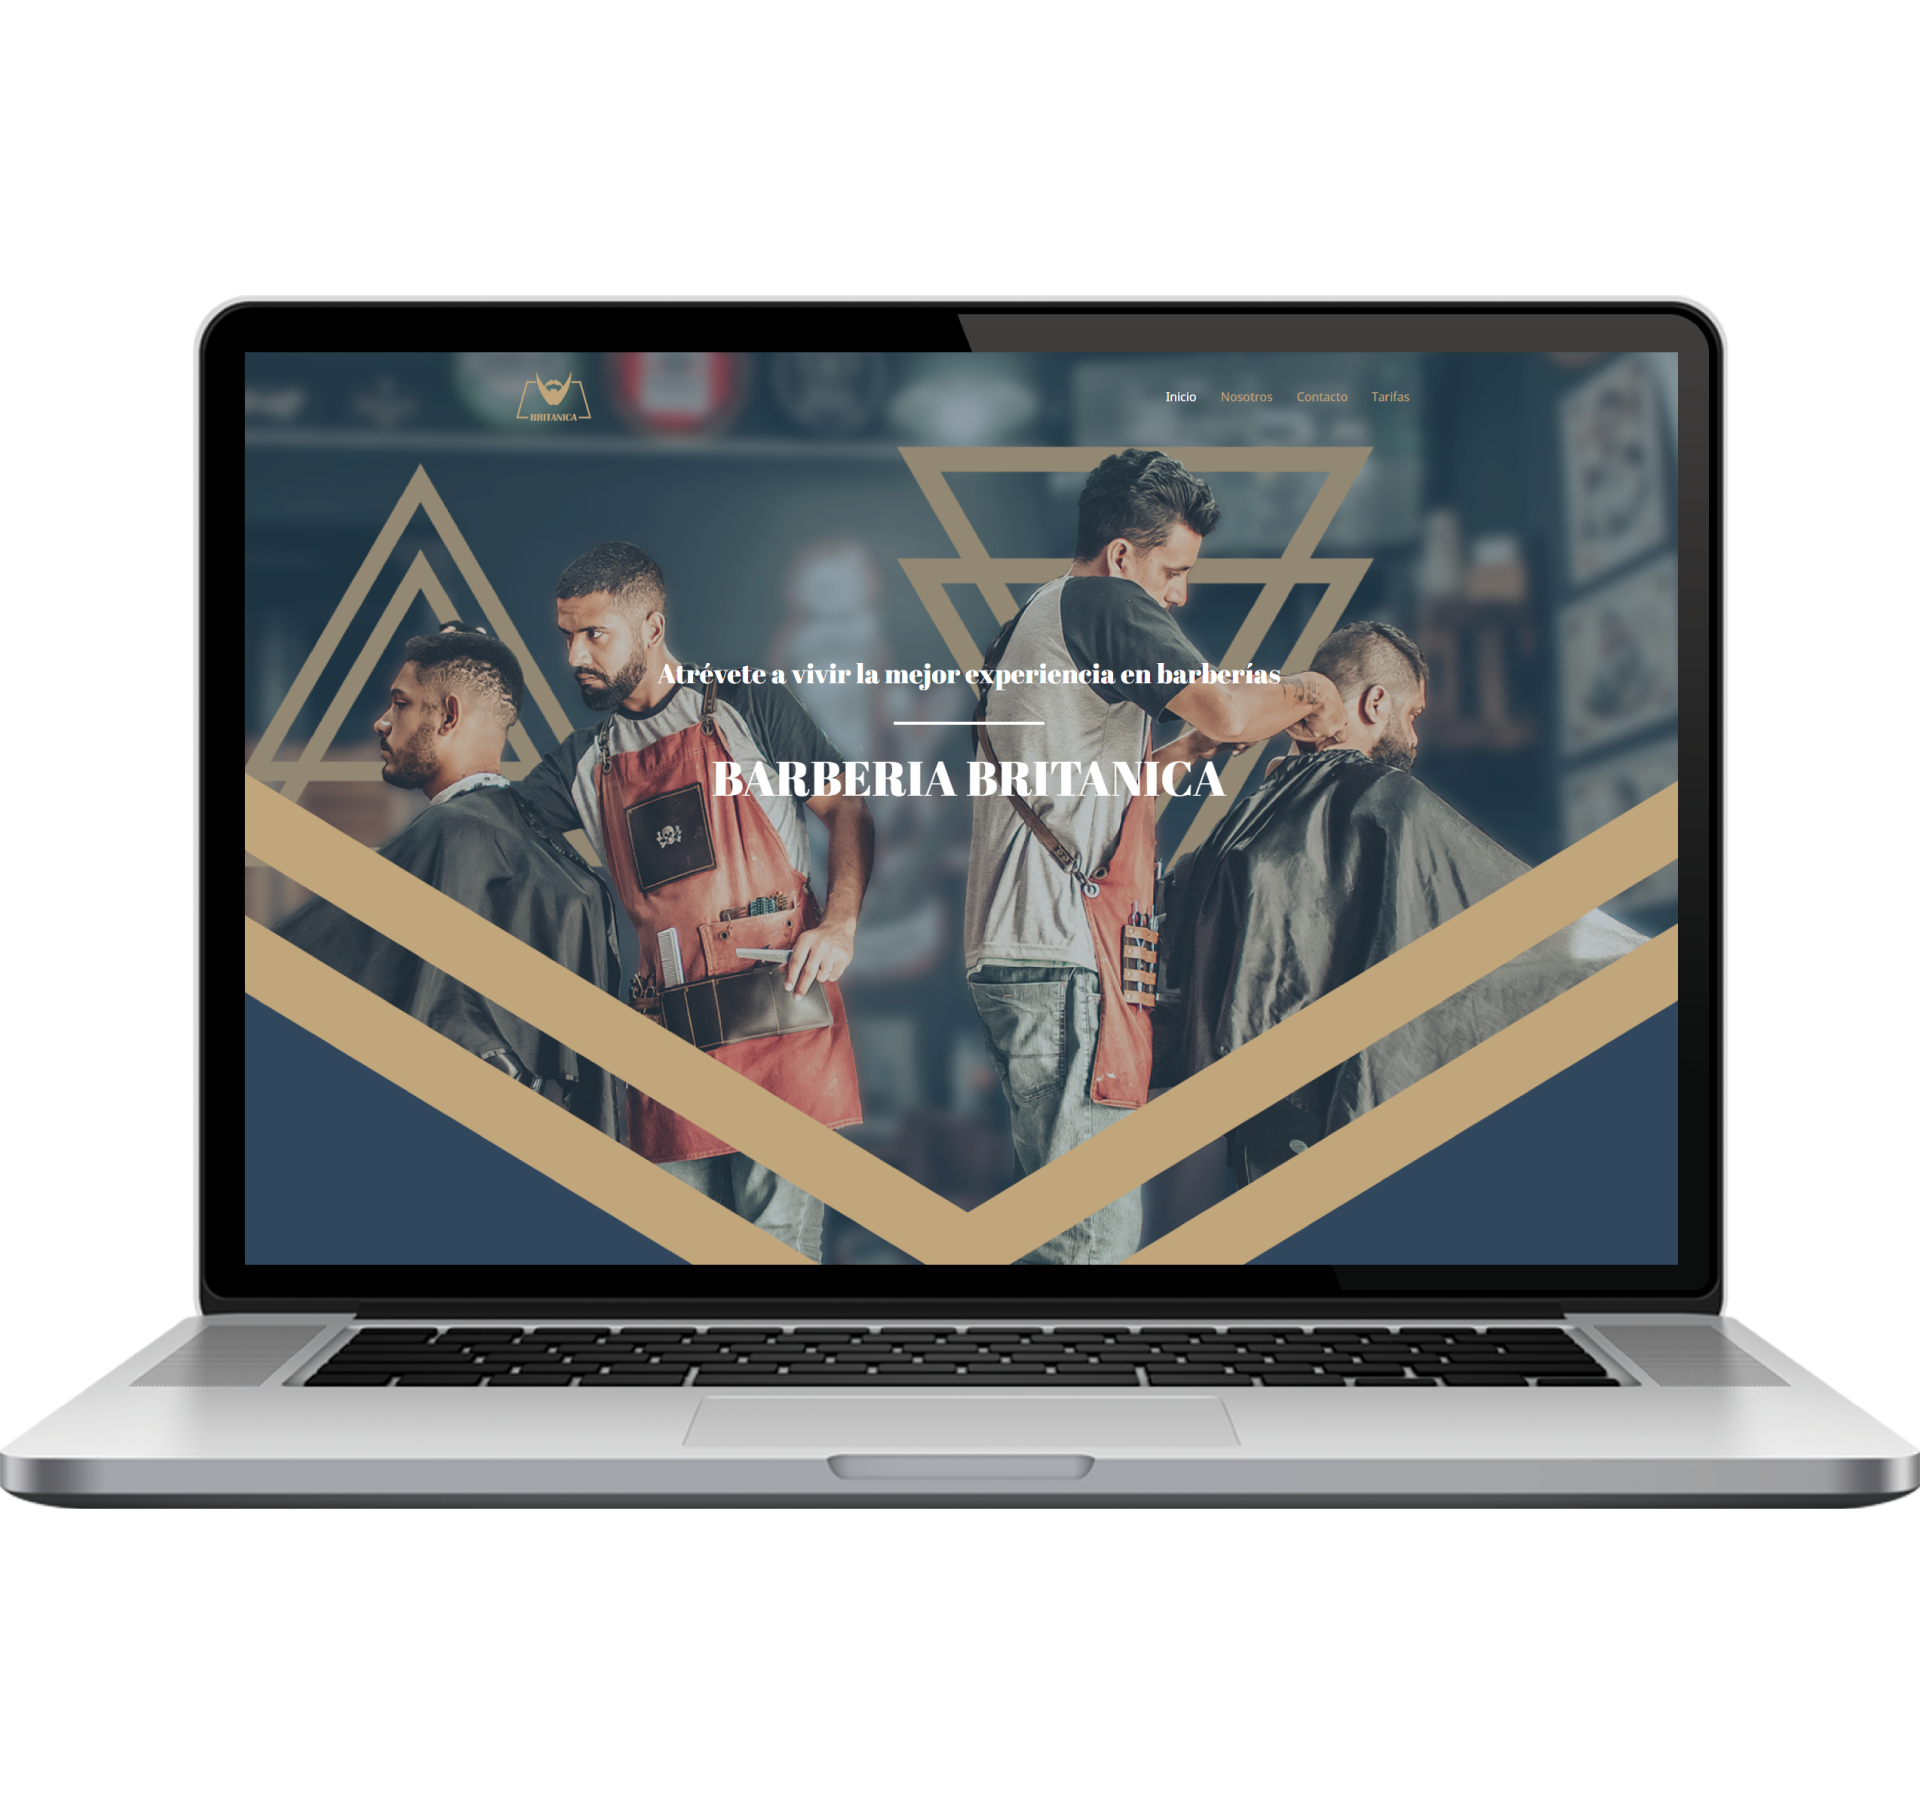 BRITANICA
Inicio Nosotros Contacto Tarifas
Atrévete a vivir la mejor experiencia en barberías
BARBERIA BRITANICA